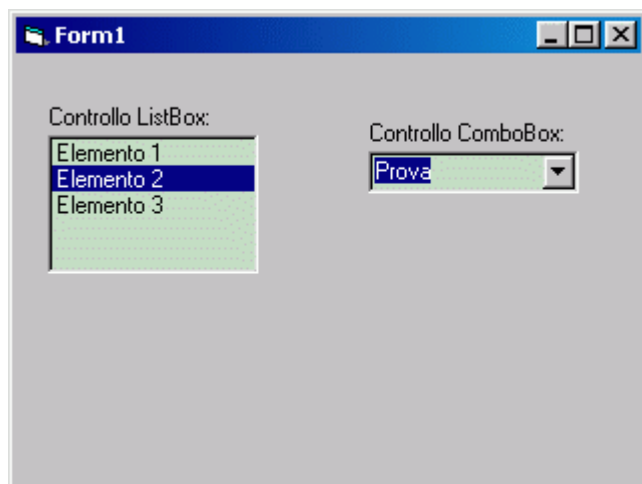 Form1
Controllo ListBox:
Elemento 1
Elemento 2
Elemento 3
Controllo ComboBox:
Prova